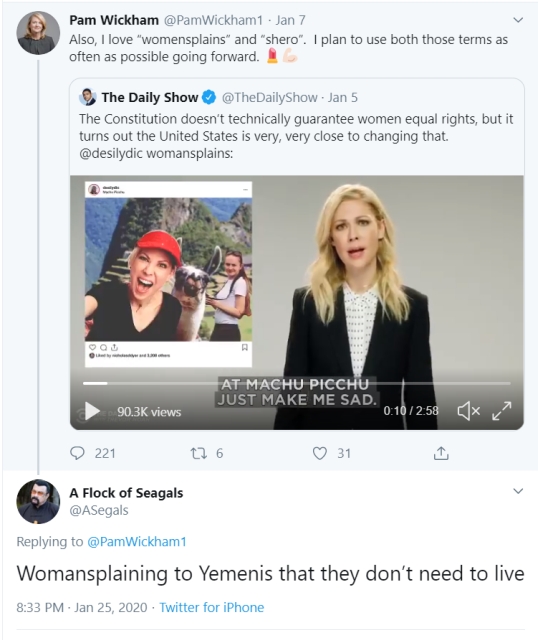 Pam Wickham @PamWickham1 · Jan 7
Also, I love “womensplains” and “shero”. I plan to use both those terms as
often as possible going forward. 💄💪🏻
The Daily Show @TheDailyShow · Jan 5
The Constitution doesn’t technically guarantee women equal rights, but it
turns out the United States is very, very close to changing that.
@desilydic womansplains:
desilydic
Machu Picchu
AT MACHU PICCHU
JUST MAKE ME SAD.
90.3K views
0:10 / 2:58
221
6
31
A Flock of Seagals
@ASegals
Replying to @PamWickham1
Womansplaining to Yemenis that they don’t need to live
8:33 PM · Jan 25, 2020 · Twitter for iPhone